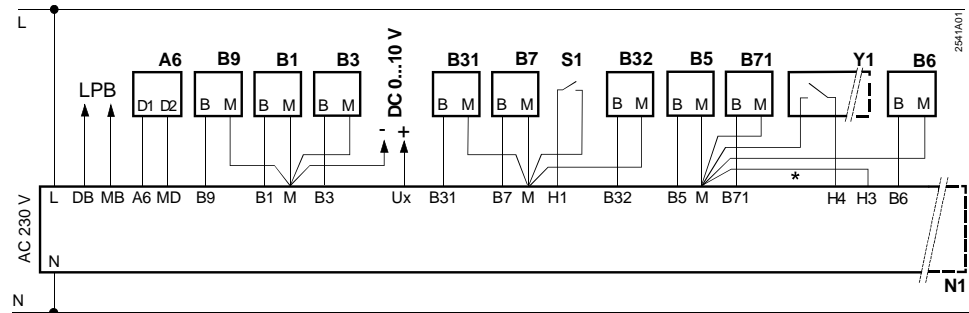 L
2541A01
A6 B9 B1 B3 DC 0...10 V B31 B7 S1 B32 B5 B71 Y1 B6
LPB
D1 D2 B M B M B M B M B M B M B M B M B M
- +
*
L DB MB A6 MD B9 B1 M B3 Ux B31 B7 M H1 B32 B5 M B71 H4 H3 B6
AC 230 V
N
N1
N